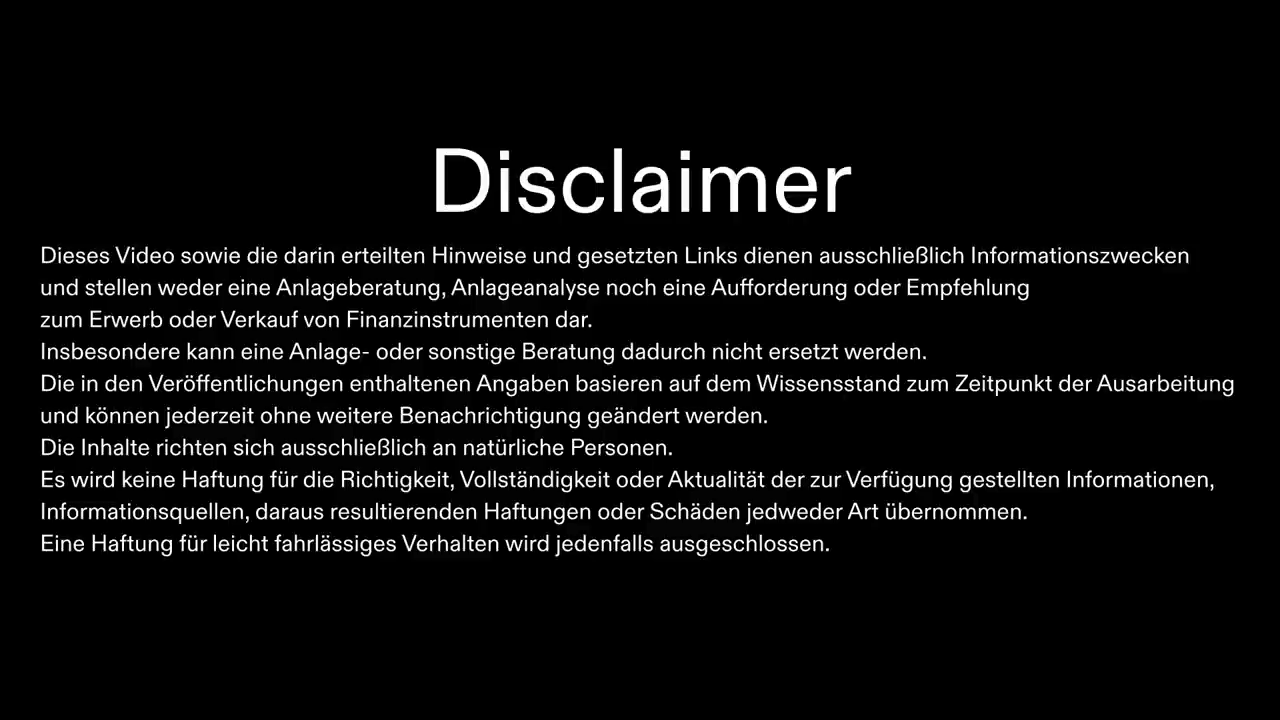 Disclaimer
Dieses Video sowie die darin erteilten Hinweise und gesetzten Links dienen ausschließlich Informationszwecken
und stellen weder eine Anlageberatung, Anlageanalyse noch eine Aufforderung oder Empfehlung
zum Erwerb oder Verkauf von Finanzinstrumenten dar.
Insbesondere kann eine Anlage- oder sonstige Beratung dadurch nicht ersetzt werden.
Die in den Veröffentlichungen enthaltenen Angaben basieren auf dem Wissensstand zum Zeitpunkt der Ausarbeitung
und können jederzeit ohne weitere Benachrichtigung geändert werden.
Die Inhalte richten sich ausschließlich an natürliche Personen.
Es wird keine Haftung für die Richtigkeit, Vollständigkeit oder Aktualität der zur Verfügung gestellten Informationen,
Informationsquellen, daraus resultierenden Haftungen oder Schäden jedweder Art übernommen.
Eine Haftung für leicht fahrlässiges Verhalten wird jedenfalls ausgeschlossen.